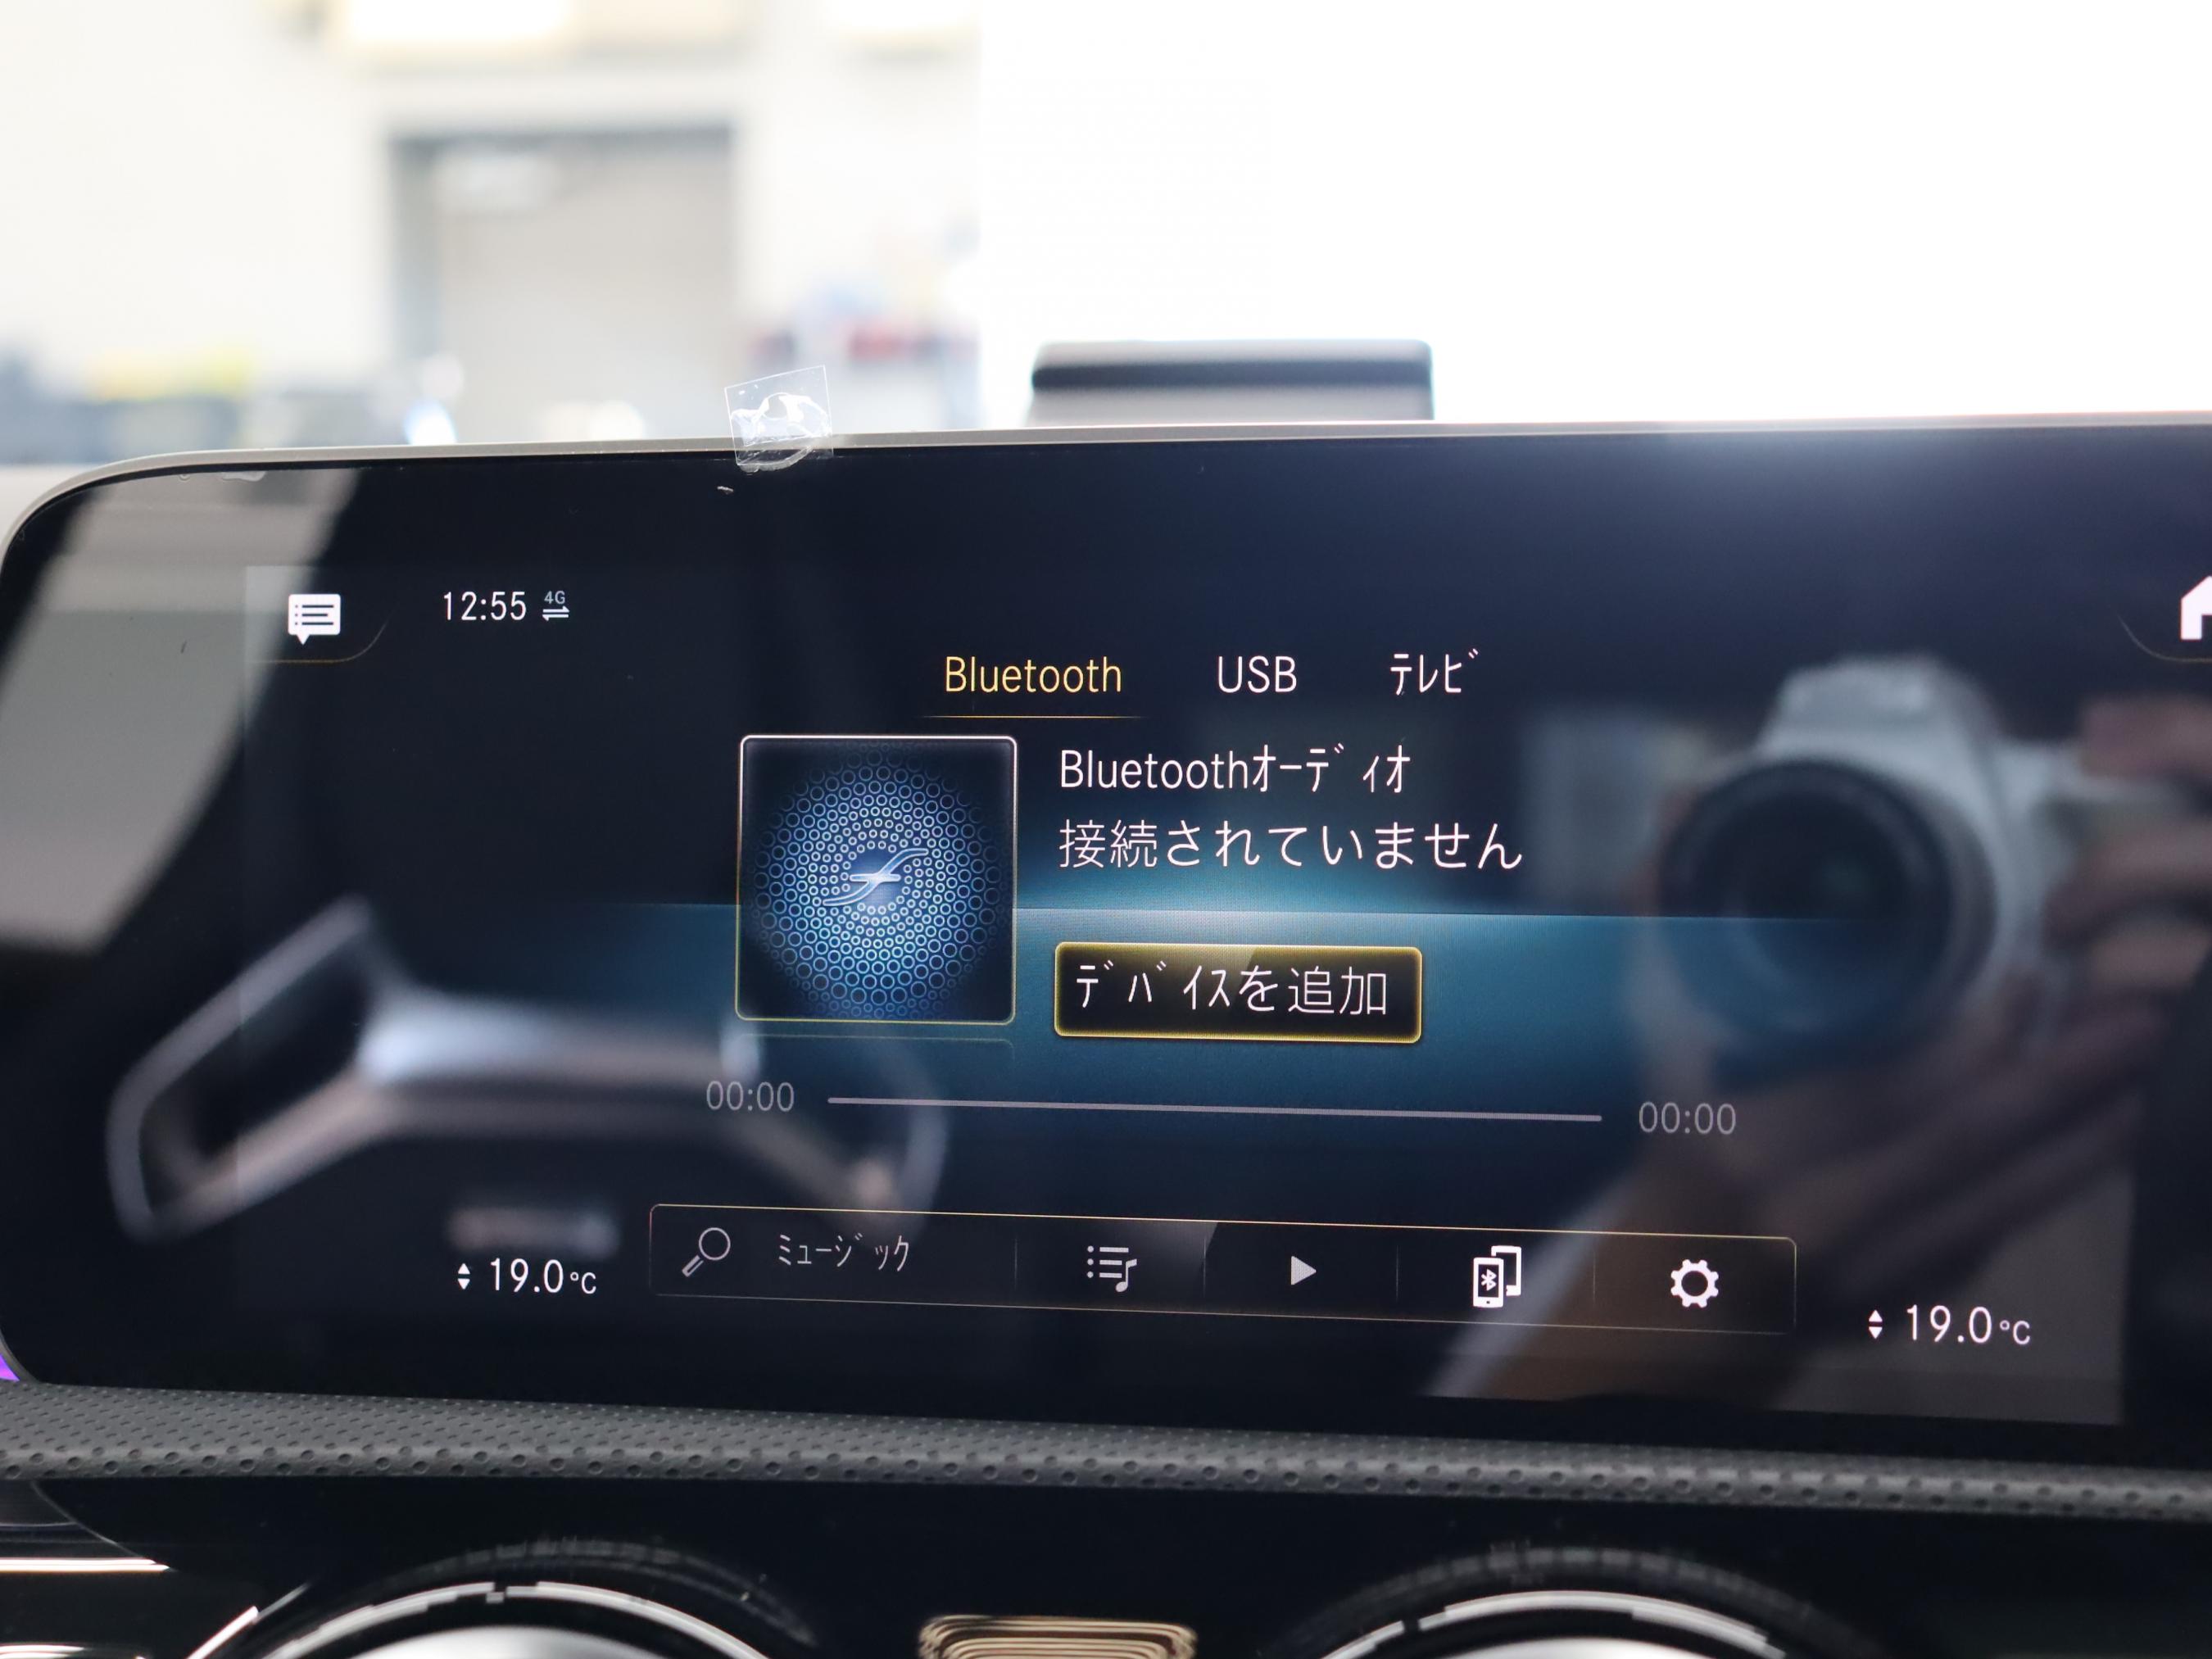 12:55 4G
Bluetooth USB ﾃﾚﾋﾞ
Bluetoothｵｰﾃﾞｨｵ
接続されていません
ﾃﾞﾊﾞｲｽを追加
00:00 00:00
ﾐｭｰｼﾞｯｸ
19.0°C 19.0°C